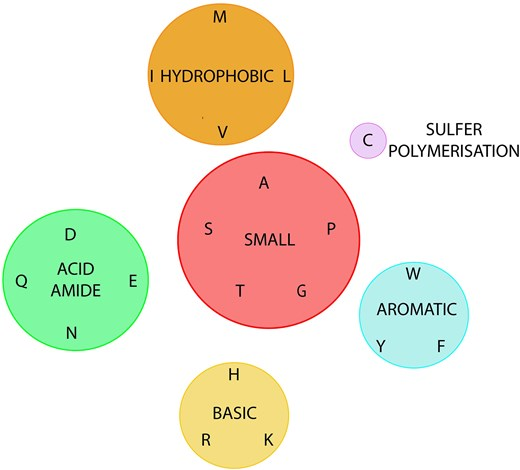 M
I HYDROPHOBIC L
V
C
SULFER
POLYMERISATION
A
S SMALL P
T G
D
Q ACID AMIDE E
N
W
AROMATIC
Y F
H
BASIC
R K